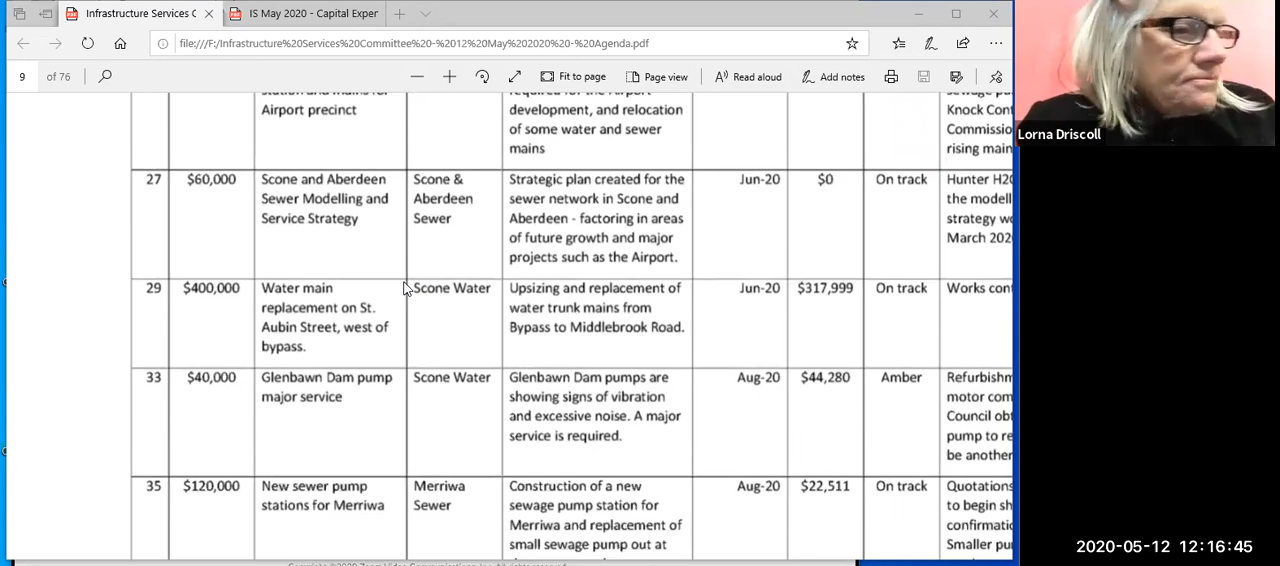 Infrastructure Services C
IS May 2020 - Capital Exper
file:///F:/Infrastructure%20Services%20Committee%20-%2012%20May%202020%20-%20Agenda.pdf
9 of 76 Fit to page Page view Read aloud Add notes
Airport precinct
development, and relocation
of some water and sewer
mains
Knock Cont
Commissio
rising main
27 $60,000
Scone and Aberdeen
Sewer Modelling and
Service Strategy
Scone &
Aberdeen
Sewer
Strategic plan created for the
sewer network in Scone and
Aberdeen - factoring in areas
of future growth and major
projects such as the Airport.
Jun-20 $0 On track
Hunter H2O
the modell
strategy wo
March 202
29 $400,000
Water main
replacement on St.
Aubin Street, west of
bypass.
Scone Water
Upsizing and replacement of
water trunk mains from
Bypass to Middlebrook Road.
Jun-20 $317,999 On track
Works cont
33 $40,000
Glenbawn Dam pump
major service
Scone Water
Glenbawn Dam pumps are
showing signs of vibration
and excessive noise. A major
service is required.
Aug-20 $44,280 Amber
Refurbishm
motor com
Council obt
pump to re
be another
35 $120,000
New sewer pump
stations for Merriwa
Merriwa
Sewer
Construction of a new
sewage pump station for
Merriwa and replacement of
small sewage pump out at
Aug-20 $22,511 On track
Quotations
to begin sh
confirmatio
Smaller pu
Lorna Driscoll
2020-05-12 12:16:45